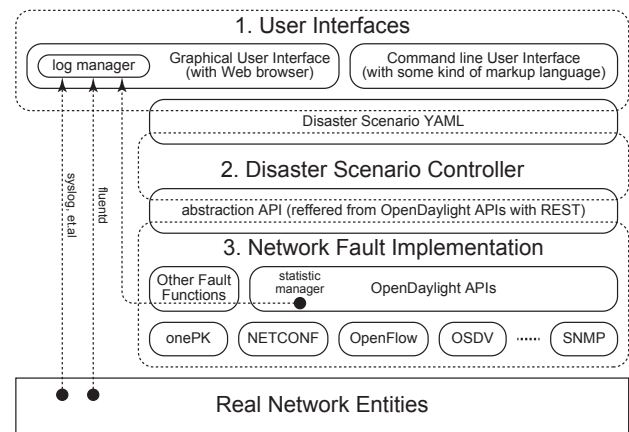 1. User Interfaces
log manager
Graphical User Interface
(with Web browser)
Command line User Interface
(with some kind of markup language)
Disaster Scenario YAML
syslog, et.al
fluentd
2. Disaster Scenario Controller
abstraction API (reffered from OpenDaylight APIs with REST)
3. Network Fault Implementation
Other Fault
Functions
statistic
manager
OpenDaylight APIs
onePK
NETCONF
OpenFlow
OSDV
SNMP
Real Network Entities